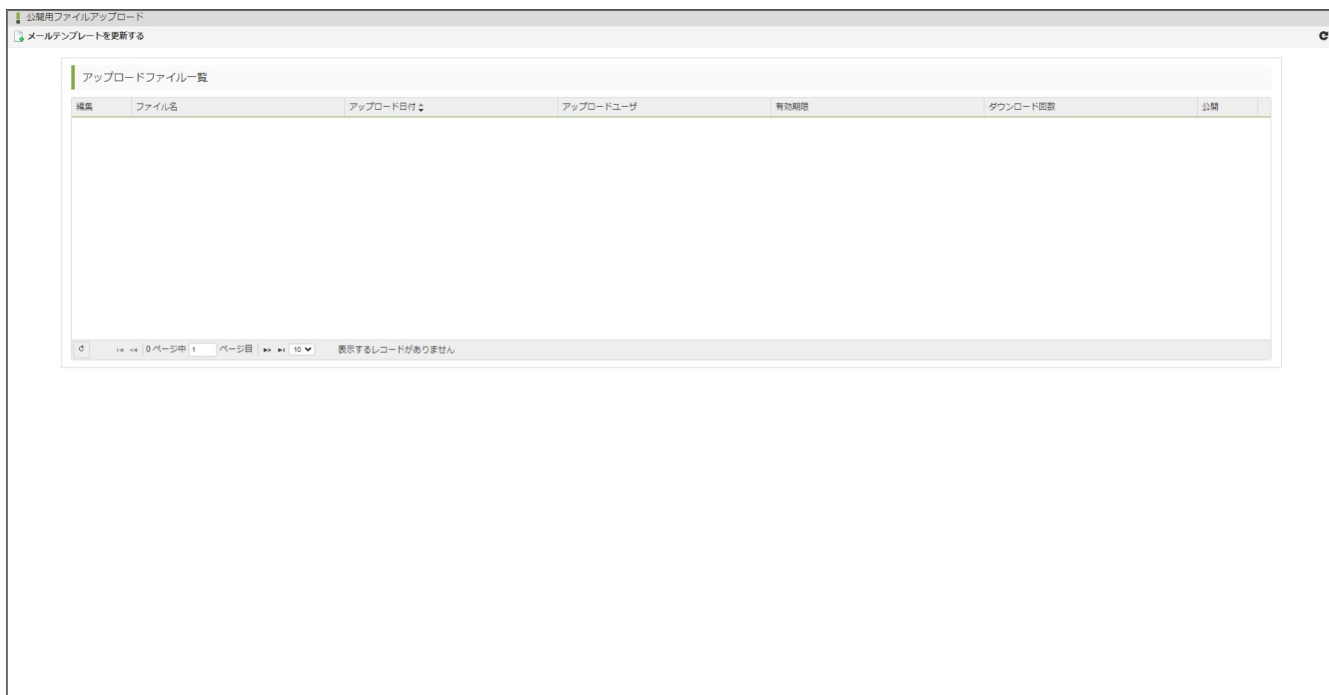 公開用ファイルアップロード
メールテンプレートを更新する
アップロードファイル一覧
編集 ファイル名 アップロード日付 アップロードユーザ 有効期限 ダウンロード回数 公開
0 ページ中 1 ページ目 10 表示するレコードがありません